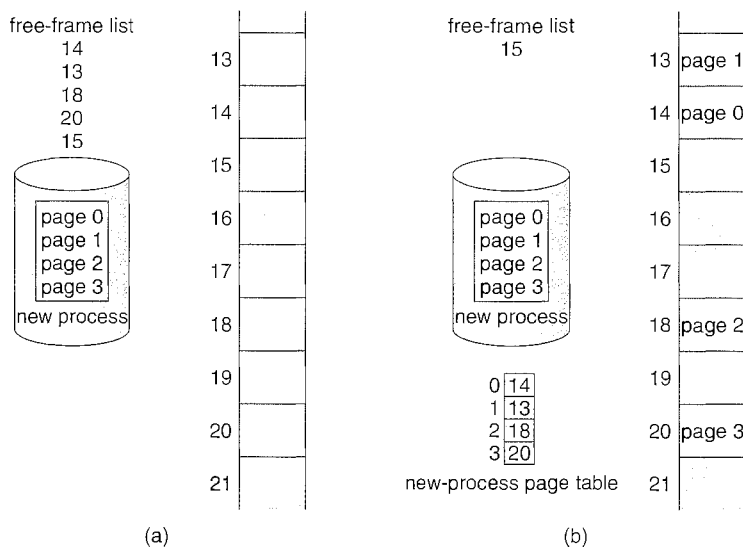 free-frame list
14
13
18
20
15
page 0
page 1
page 2
page 3
new process
13
14
15
16
17
18
19
20
21
(a)
free-frame list
15
page 0
page 1
page 2
page 3
new process
0 14
1 13
2 18
3 20
new-process page table
13 page 1
14 page 0
15
16
17
18 page 2
19
20 page 3
21
(b)